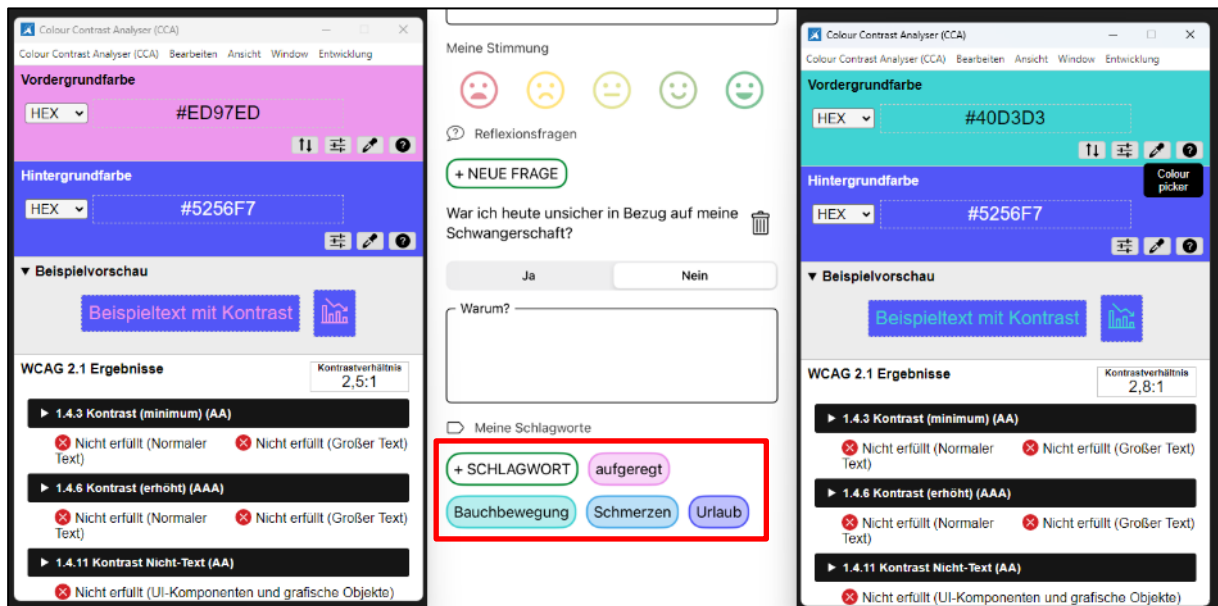 Colour Contrast Analyser (CCA)
Colour Contrast Analyser (CCA) Bearbeiten Ansicht Window Entwicklung
Vordergrundfarbe
HEX
#ED97ED
Hintergrundfarbe
HEX
#5256F7
Beispielvorschau
Beispieltext mit Kontrast
WCAG 2.1 Ergebnisse
Kontrastverhältnis
2,5:1
1.4.3 Kontrast (minimum) (AA)
Nicht erfüllt (Normaler
Text)
Nicht erfüllt (Großer Text)
1.4.6 Kontrast (erhöht) (AAA)
Nicht erfüllt (Normaler
Text)
Nicht erfüllt (Großer Text)
1.4.11 Kontrast Nicht-Text (AA)
Nicht erfüllt (UI-Komponenten und grafische Objekte)
Meine Stimmung
Reflexionsfragen
+ NEUE FRAGE
War ich heute unsicher in Bezug auf meine
Schwangerschaft?
Ja
Nein
Warum?
Meine Schlagworte
+ SCHLAGWORT
aufgeregt
Bauchbewegung
Schmerzen
Urlaub
Colour Contrast Analyser (CCA)
Colour Contrast Analyser (CCA) Bearbeiten Ansicht Window Entwicklung
Vordergrundfarbe
HEX
#40D3D3
Colour
picker
Hintergrundfarbe
HEX
#5256F7
Beispielvorschau
Beispieltext mit Kontrast
WCAG 2.1 Ergebnisse
Kontrastverhältnis
2,8:1
1.4.3 Kontrast (minimum) (AA)
Nicht erfüllt (Normaler
Text)
Nicht erfüllt (Großer Text)
1.4.6 Kontrast (erhöht) (AAA)
Nicht erfüllt (Normaler
Text)
Nicht erfüllt (Großer Text)
1.4.11 Kontrast Nicht-Text (AA)
Nicht erfüllt (UI-Komponenten und grafische Objekte)